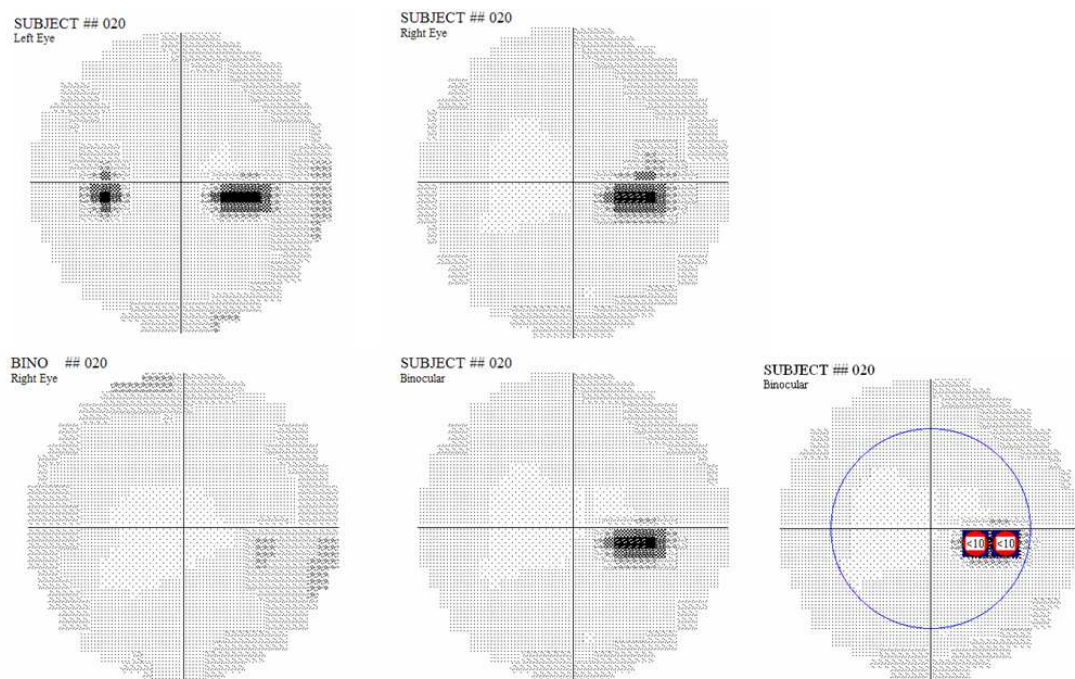 SUBJECT ## 020
Left Eye
SUBJECT ## 020
Right Eye
BINO ## 020
Right Eye
SUBJECT ## 020
Binocular
SUBJECT ## 020
Binocular
<10 <10